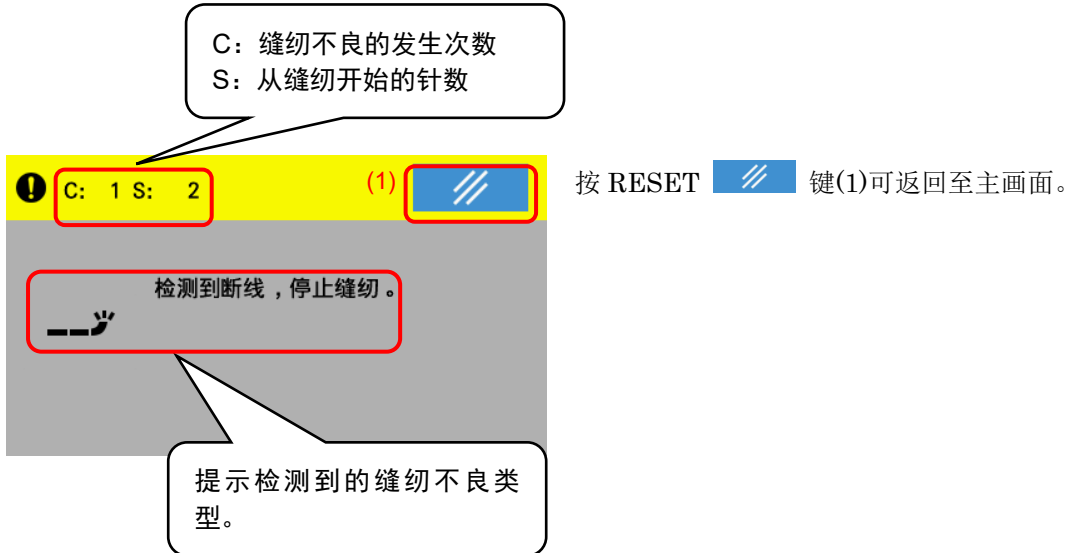 C：缝纫不良的发生次数
S：从缝纫开始的针数
C: 1 S: 2
(1)
按 RESET 键(1)可返回至主画面。
检测到断线，停止缝纫。
提示检测到的缝纫不良类
型。